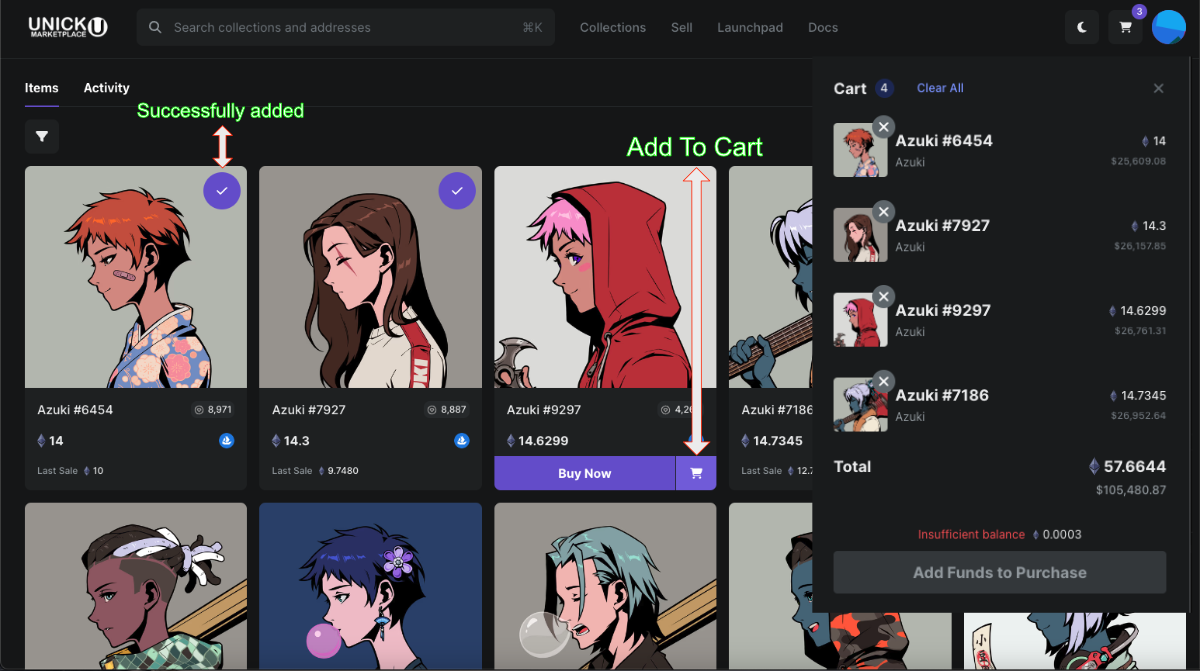 UNICK U
MARKETPLACE
Search collections and addresses
⌘K
Collections
Sell
Launchpad
Docs
3
Items
Activity
Successfully added
Add To Cart
Azuki #6454
8,971
14
Last Sale 10
Azuki #7927
8,887
14.3
Last Sale 9.7480
Azuki #9297
14.6299
Buy Now
Azuki #7186
14.7345
Last Sale
Cart 4 Clear All
Azuki #6454
14
Azuki
$25,609.08
Azuki #7927
14.3
Azuki
$26,157.85
Azuki #9297
14.6299
Azuki
$26,761.31
Azuki #7186
14.7345
Azuki
$26,952.64
Total
57.6644
$105,480.87
Insufficient balance 0.0003
Add Funds to Purchase